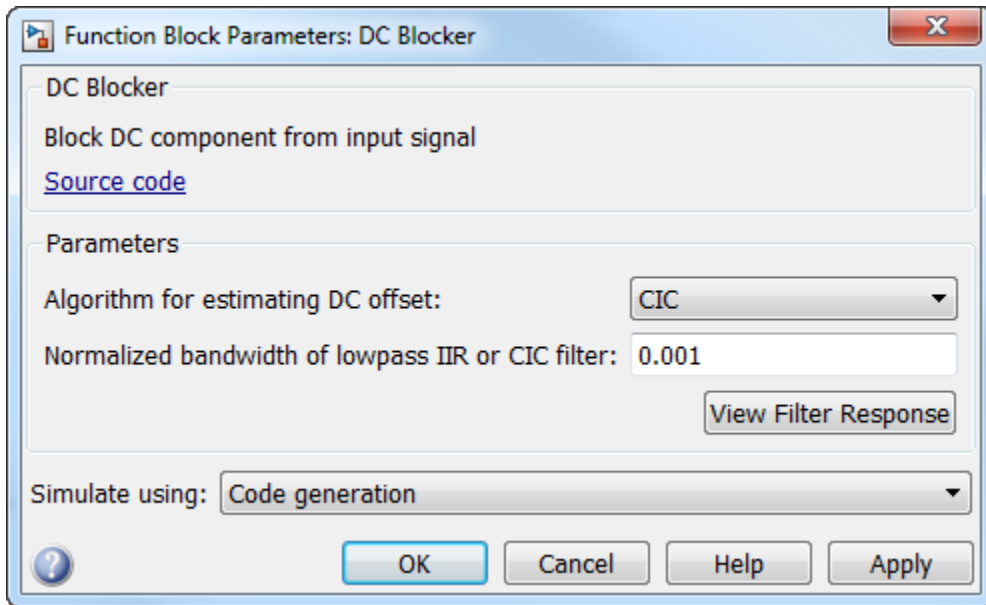 Function Block Parameters: DC Blocker
DC Blocker
Block DC component from input signal
Source code
Parameters
Algorithm for estimating DC offset: CIC
Normalized bandwidth of lowpass IIR or CIC filter: 0.001
View Filter Response
Simulate using: Code generation
? OK Cancel Help Apply